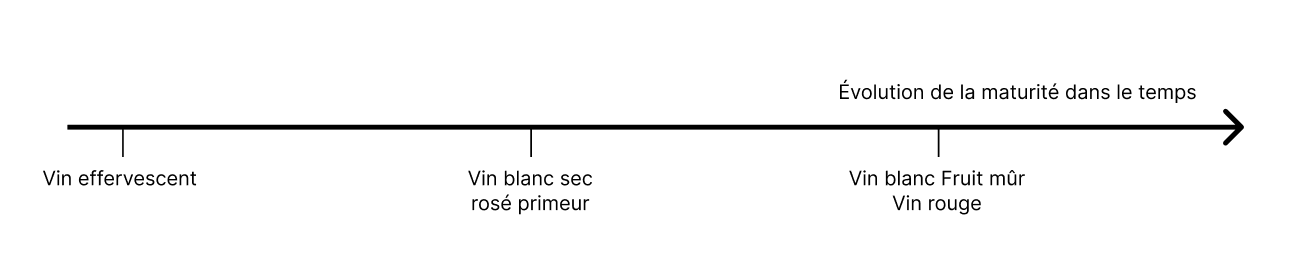 Évolution de la maturité dans le temps
Vin effervescent
Vin blanc sec
rosé primeur
Vin blanc Fruit mûr
Vin rouge